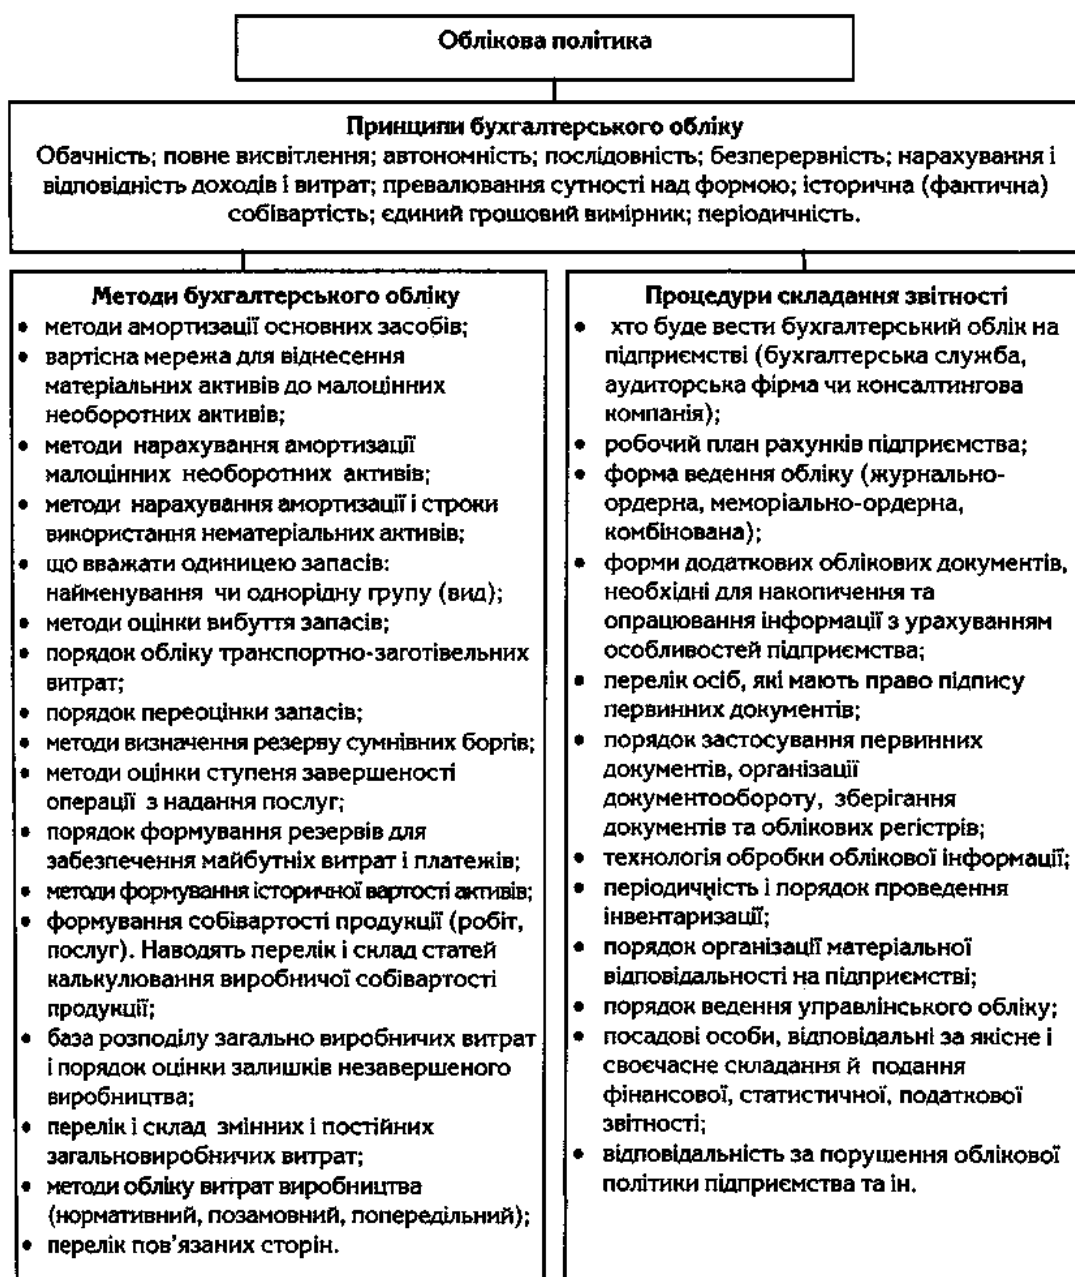 Облікова політика
Принципи бухгалтерського обліку
Обачність; повне висвітлення; автономність; послідовність; безперервність; нарахування і
відповідність доходів і витрат; превалювання сутності над формою; історична (фактична)
собівартість; єдиний грошовий вимірник; періодичність.
Методи бухгалтерського обліку
• методи амортизації основних засобів;
• вартісна мережа для віднесення
матеріальних активів до малоцінних
необоротних активів;
• методи нарахування амортизації
малоцінних необоротних активів;
• методи нарахування амортизації і строки
використання нематеріальних активів;
• що вважати одиницею запасів:
найменування чи однорідну групу (вид);
• методи оцінки вибуття запасів;
• порядок обліку транспортно-заготівельних
витрат;
• порядок переоцінки запасів;
• методи визначення резерву сумнівних боргів;
• методи оцінки ступеня завершеності
операції з надання послуг;
• порядок формування резервів для
забезпечення майбутніх витрат і платежів;
• методи формування історичної вартості активів;
• формування собівартості продукції (робіт,
послуг). Наводять перелік і склад статей
калькулювання виробничої собівартості
продукції;
• база розподілу загально виробничих витрат
і порядок оцінки залишків незавершеного
виробництва;
• перелік і склад змінних і постійних
загальновиробничих витрат;
• методи обліку витрат виробництва
(нормативний, позамовний, попередільний);
• перелік пов'язаних сторін.
Процедури складання звітності
• хто буде вести бухгалтерський облік на
підприємстві (бухгалтерська служба,
аудиторська фірма чи консалтингова
компанія);
• робочий план рахунків підприємства;
• форма ведення обліку (журнально-
ордерна, меморіально-ордерна,
комбінована);
• форми додаткових облікових документів,
необхідні для накопичення та
опрацювання інформації з урахуванням
особливостей підприємства;
• перелік осіб, які мають право підпису
первинних документів;
• порядок застосування первинних
документів, організації
документообороту, зберігання
документів та облікових регістрів;
• технологія обробки облікової інформації;
• періодичність і порядок проведення
інвентаризації;
• порядок організації матеріальної
відповідальності на підприємстві;
• порядок ведення управлінського обліку;
• посадові особи, відповідальні за якісне і
своєчасне складання й подання
фінансової, статистичної, податкової
звітності;
• відповідальність за порушення облікової
політики підприємства та ін.